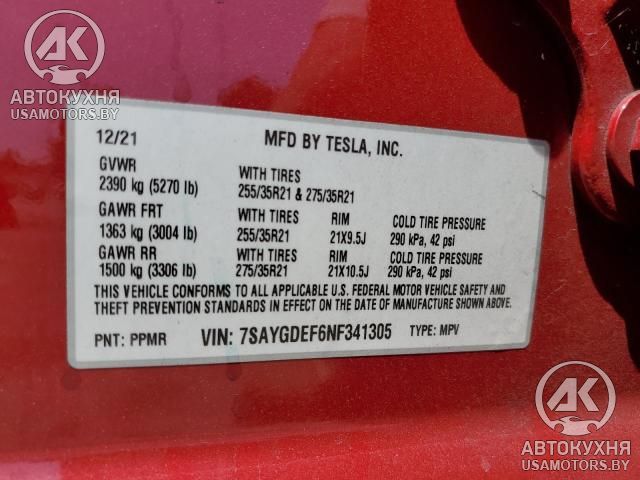 АК
АВТОКУХНЯ
USAMOTORS.BY
12/21 MFD BY TESLA, INC.
GVWR WITH TIRES
2390 kg (5270 lb) 255/35R21 & 275/35R21
GAWR FRT WITH TIRES RIM COLD TIRE PRESSURE
1363 kg (3004 lb) 255/35R21 21X9.5J 290 kPa, 42 psi
GAWR RR WITH TIRES RIM COLD TIRE PRESSURE
1500 kg (3306 lb) 275/35R21 21X10.5J 290 kPa, 42 psi
THIS VEHICLE CONFORMS TO ALL APPLICABLE U.S. FEDERAL MOTOR VEHICLE SAFETY AND
THEFT PREVENTION STANDARDS IN EFFECT ON THE DATE OF MANUFACTURE SHOWN ABOVE.
PNT: PPMR VIN: 7SAYGDEF6NF341305 TYPE: MPV
АК
АВТОКУХНЯ
USAMOTORS.BY